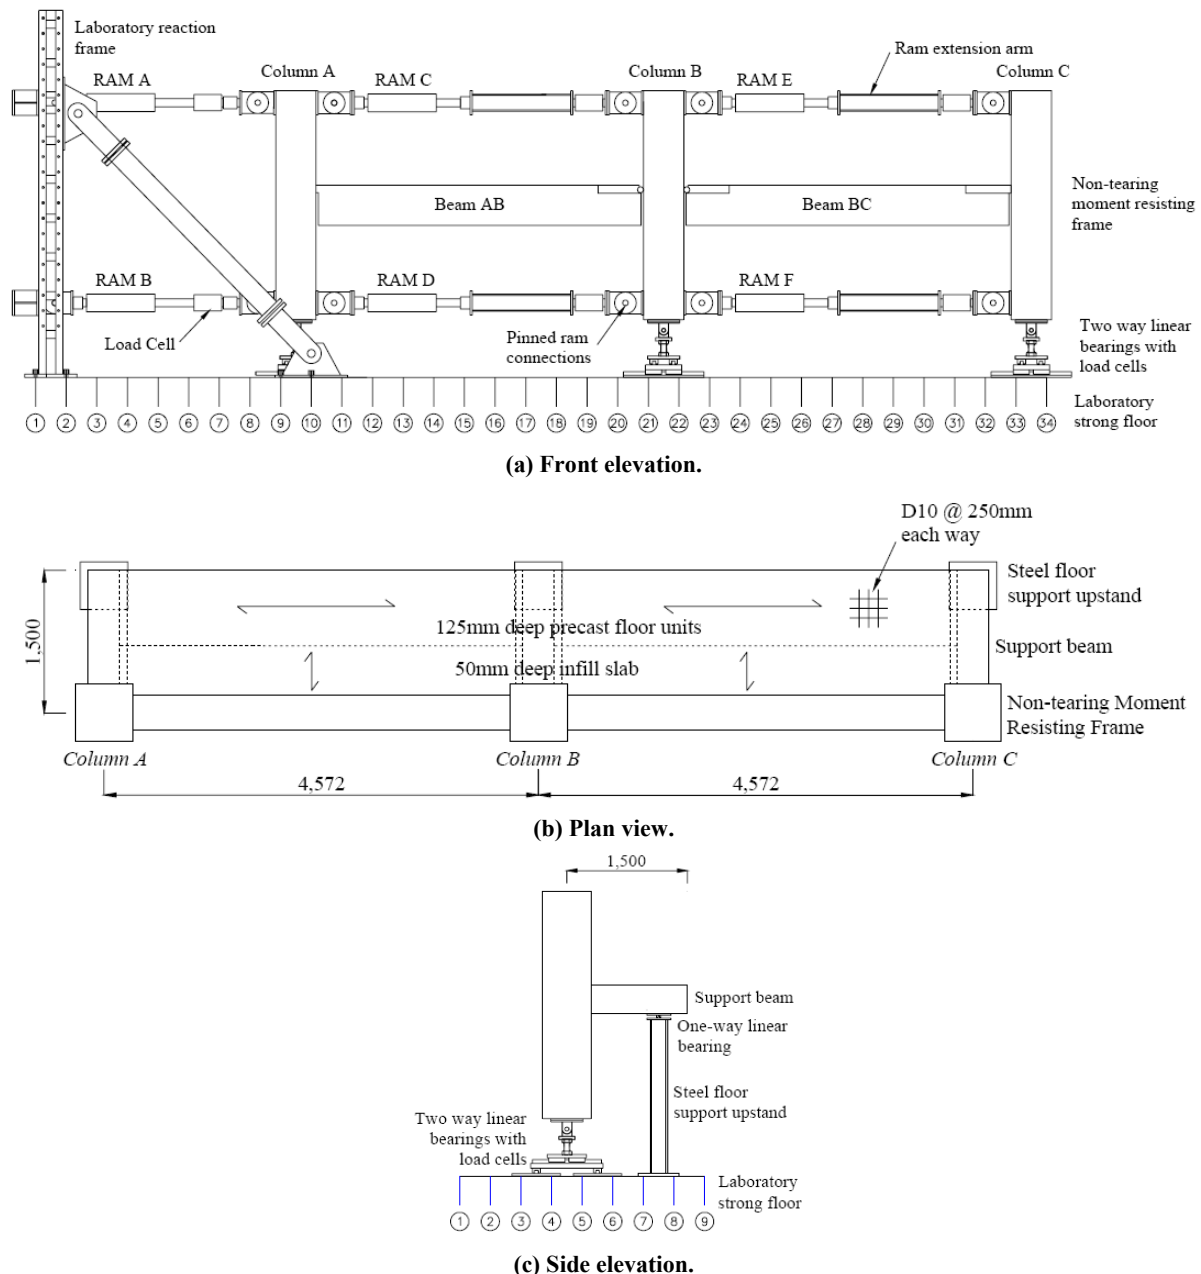 Laboratory reaction
frame
RAM A
Column A
RAM C
Column B
RAM E
Ram extension arm
Column C
Beam AB
Beam BC
Non-tearing
moment resisting
frame
RAM B
RAM D
RAM F
Load Cell
Pinned ram
connections
Two way linear
bearings with
load cells
Laboratory
strong floor
1 2 3 4 5 6 7 8 9 10 11 12 13 14 15 16 17 18 19 20 21 22 23 24 25 26 27 28 29 30 31 32 33 34
(a) Front elevation.
D10 @ 250mm
each way
Steel floor
support upstand
1,500
125mm deep precast floor units
Support beam
50mm deep infill slab
Non-tearing Moment
Resisting Frame
Column A
Column B
Column C
4,572
4,572
(b) Plan view.
1,500
Support beam
One-way linear
bearing
Steel floor
support upstand
Two way linear
bearings with
load cells
Laboratory
strong floor
1 2 3 4 5 6 7 8 9
(c) Side elevation.